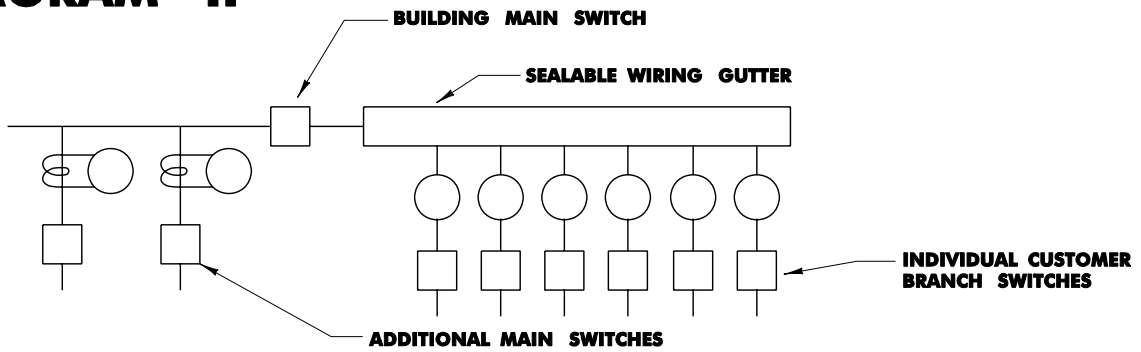 BUILDING MAIN SWITCH
SEALABLE WIRING GUTTER
INDIVIDUAL CUSTOMER
BRANCH SWITCHES
ADDITIONAL MAIN SWITCHES